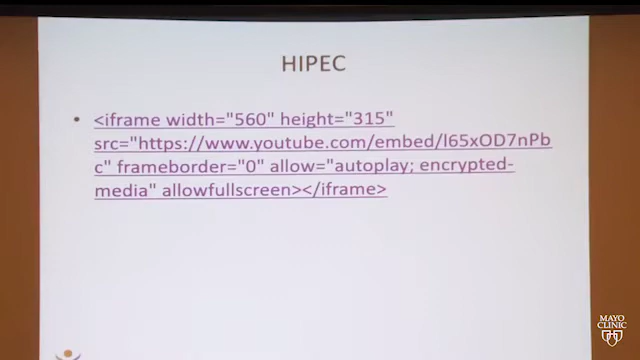 HIPEC
• <iframe width="560" height="315"
src="https://www.youtube.com/embed/l65xOD7nPb
c" frameborder="0" allow="autoplay; encrypted-
media" allowfullscreen></iframe>
MAYO
CLINIC